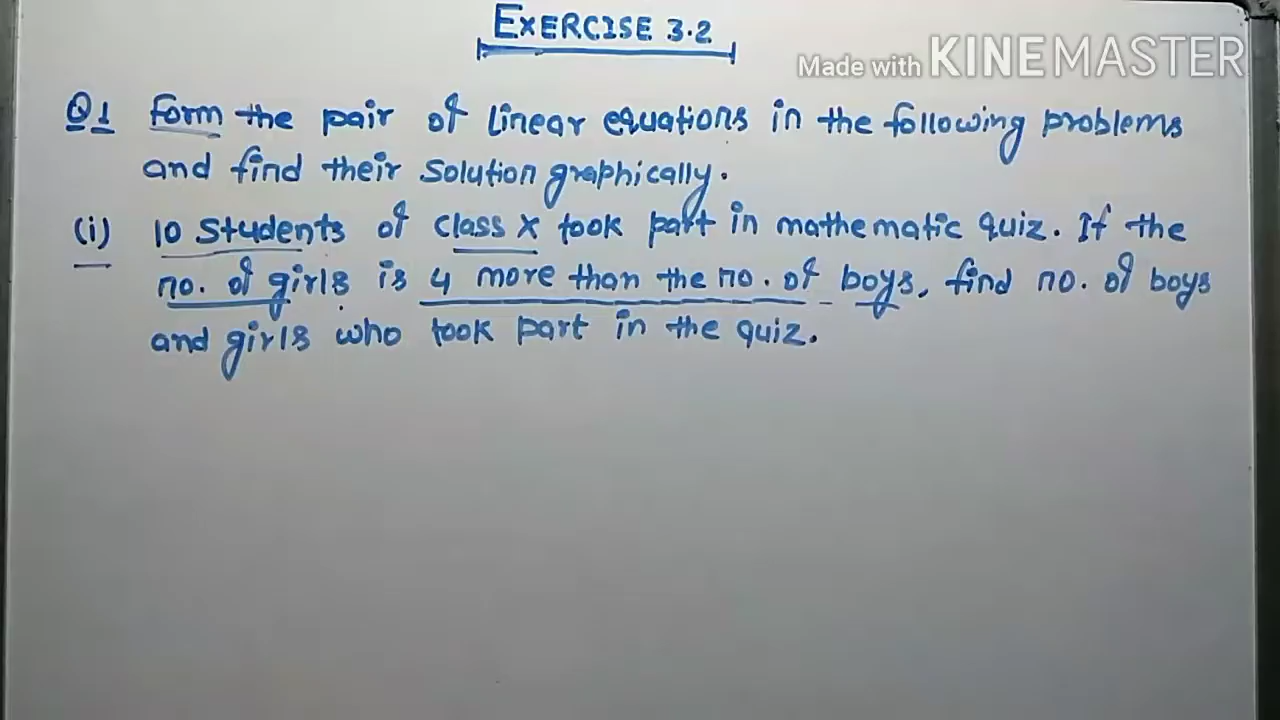 EXERCISE 3.2
Made with KINEMASTER
Q1 Form the pair of linear equations in the following problems
and find their solution graphically.
(i) 10 students of class X took part in mathematic quiz. If the
no. of girls is 4 more than the no. of boys, find no. of boys
and girls who took part in the quiz.